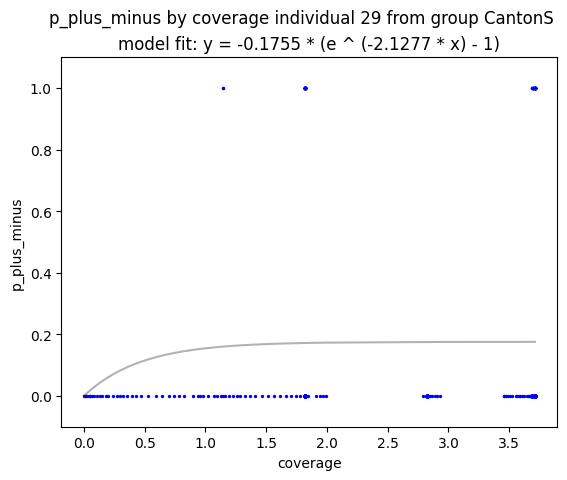 p_plus_minus by coverage individual 29 from group CantonS
model fit: y = -0.1755 * (e ^ (-2.1277 * x) - 1)
1.0
0.8
0.6
0.4
0.2
0.0
p_plus_minus
0.0 0.5 1.0 1.5 2.0 2.5 3.0 3.5
coverage